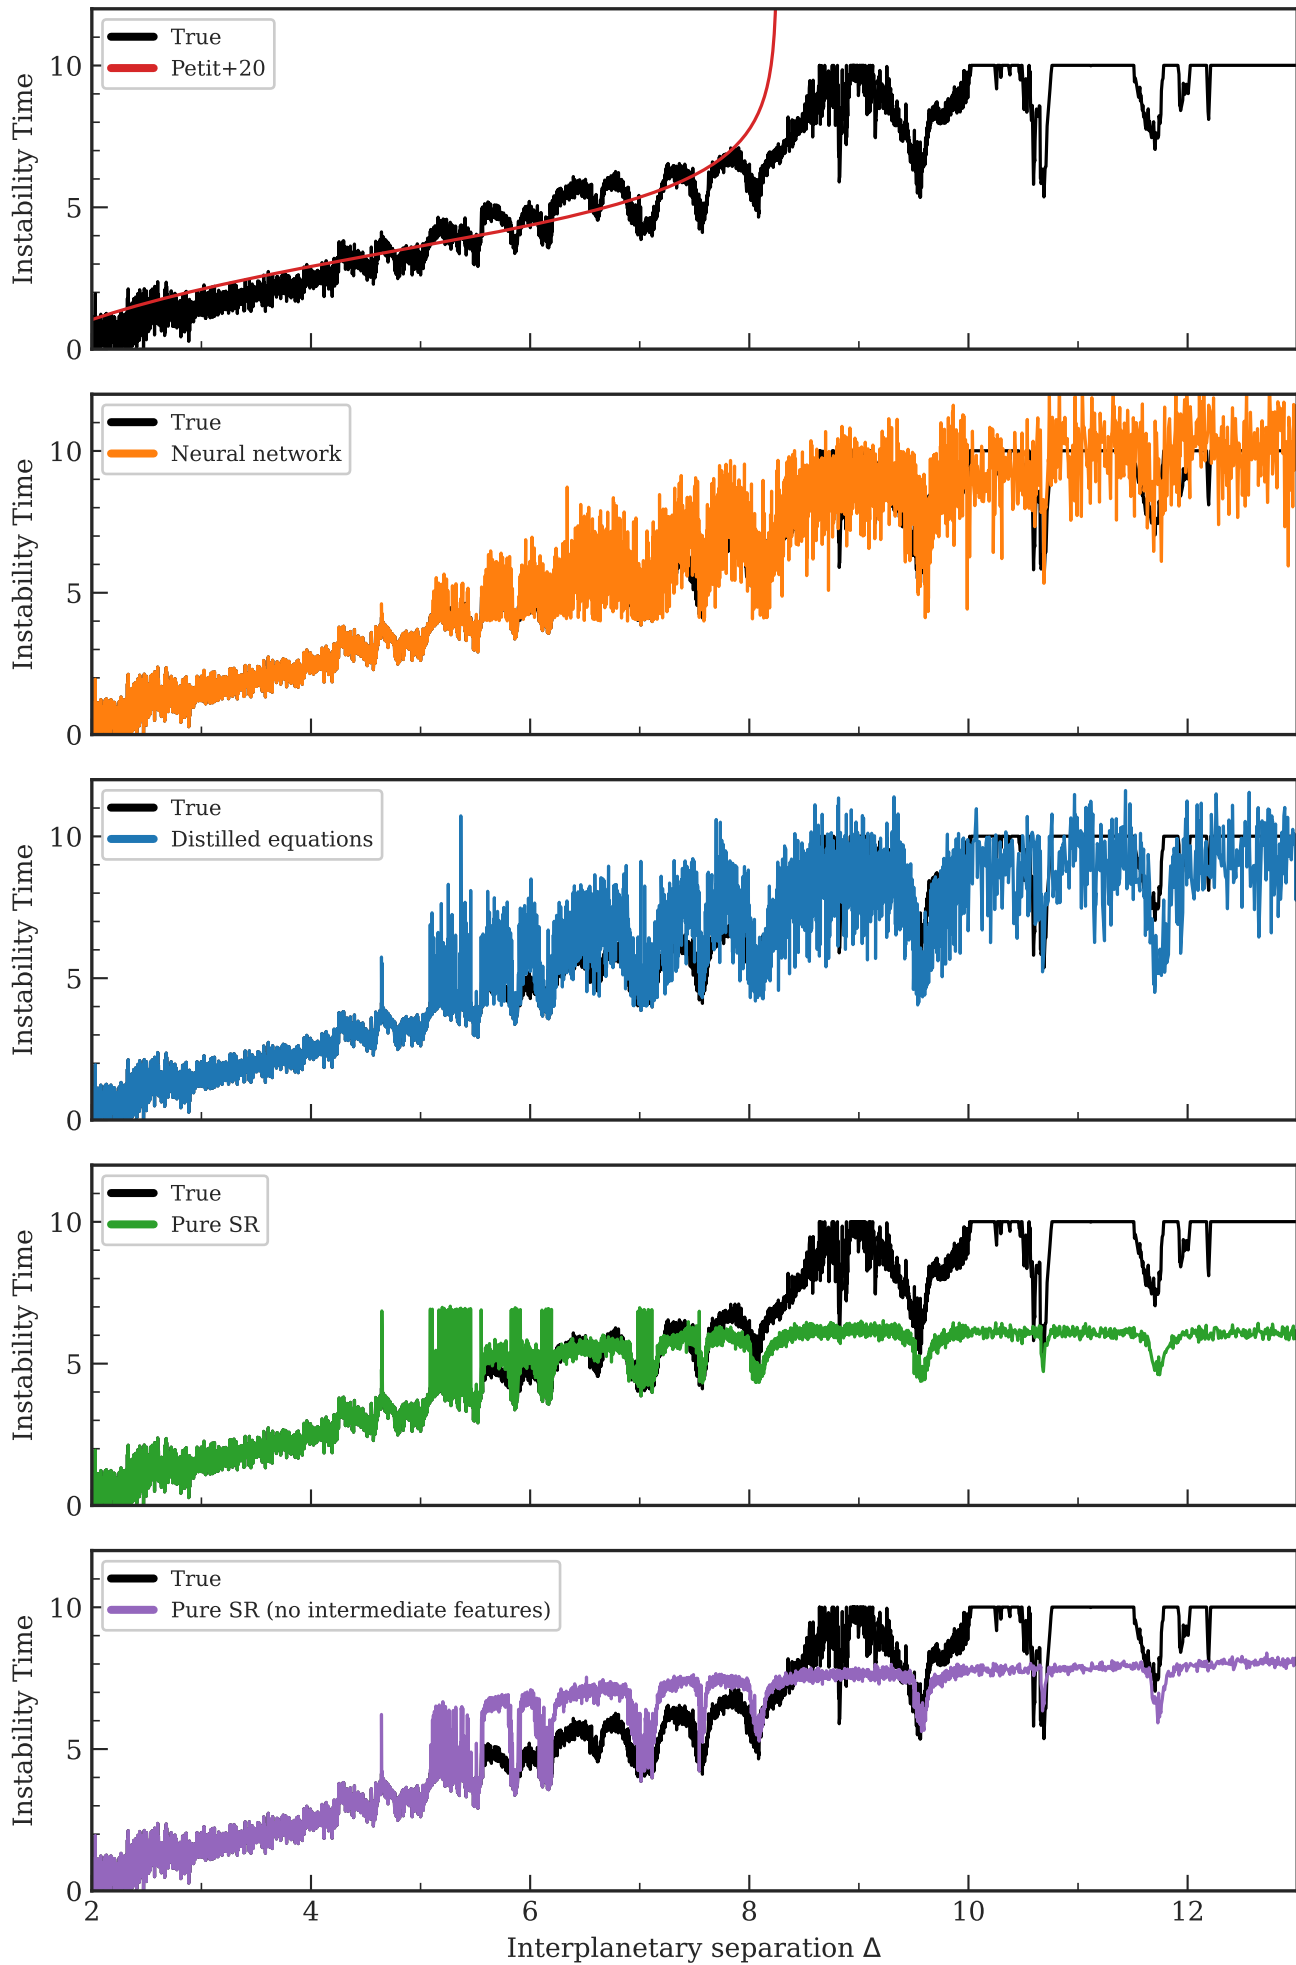 True
Petit+20
10
5
0
Instability Time
True
Neural network
10
5
0
Instability Time
True
Distilled equations
10
5
0
Instability Time
True
Pure SR
10
5
0
Instability Time
True
Pure SR (no intermediate features)
10
5
0
Instability Time
2 4 6 8 10 12
Interplanetary separation Δ